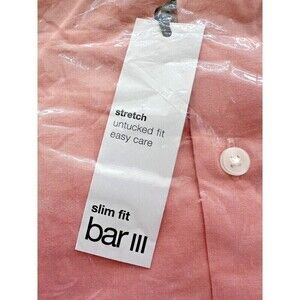 stretch
untucked fit
easy care
slim fit
bar III